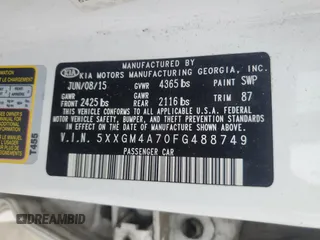 MANUFACTURED BY
KIA KIA MOTORS MANUFACTURING GEORGIA, INC.
JUN/08/15 GVWR 4365 lbs PAINT SWP
GAWR GAWR
FRONT 2425 lbs REAR 2116 lbs TRIM 87
THIS VEHICLE CONFORMS TO ALL APPLICABLE U.S.A FEDERAL
MOTOR VEHICLE SAFETY, BUMPER, AND THEFT PREVENTION
STANDARDS IN EFFECT ON THE DATE OF MANUFACTURE SHOWN ABOVE.
V.I.N. 5XXGM4A70FG488749
PASSENGER CAR
T455
DREAMBID